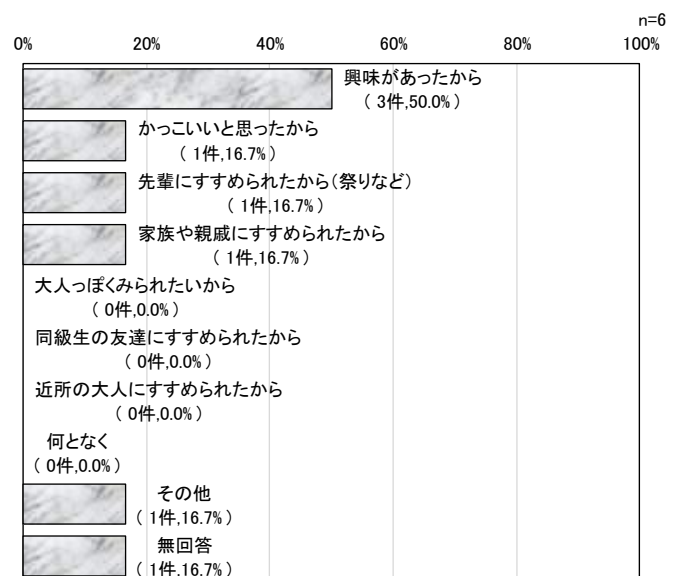 n=6
0% 20% 40% 60% 80% 100%
興味があったから
( 3件,50.0% )
かっこいいと思ったから
( 1件,16.7% )
先輩にすすめられたから(祭りなど)
( 1件,16.7% )
家族や親戚にすすめられたから
( 1件,16.7% )
大人っぽくみられたいから
( 0件,0.0% )
同級生の友達にすすめられたから
( 0件,0.0% )
近所の大人にすすめられたから
( 0件,0.0% )
何となく
( 0件,0.0% )
その他
( 1件,16.7% )
無回答
( 1件,16.7% )